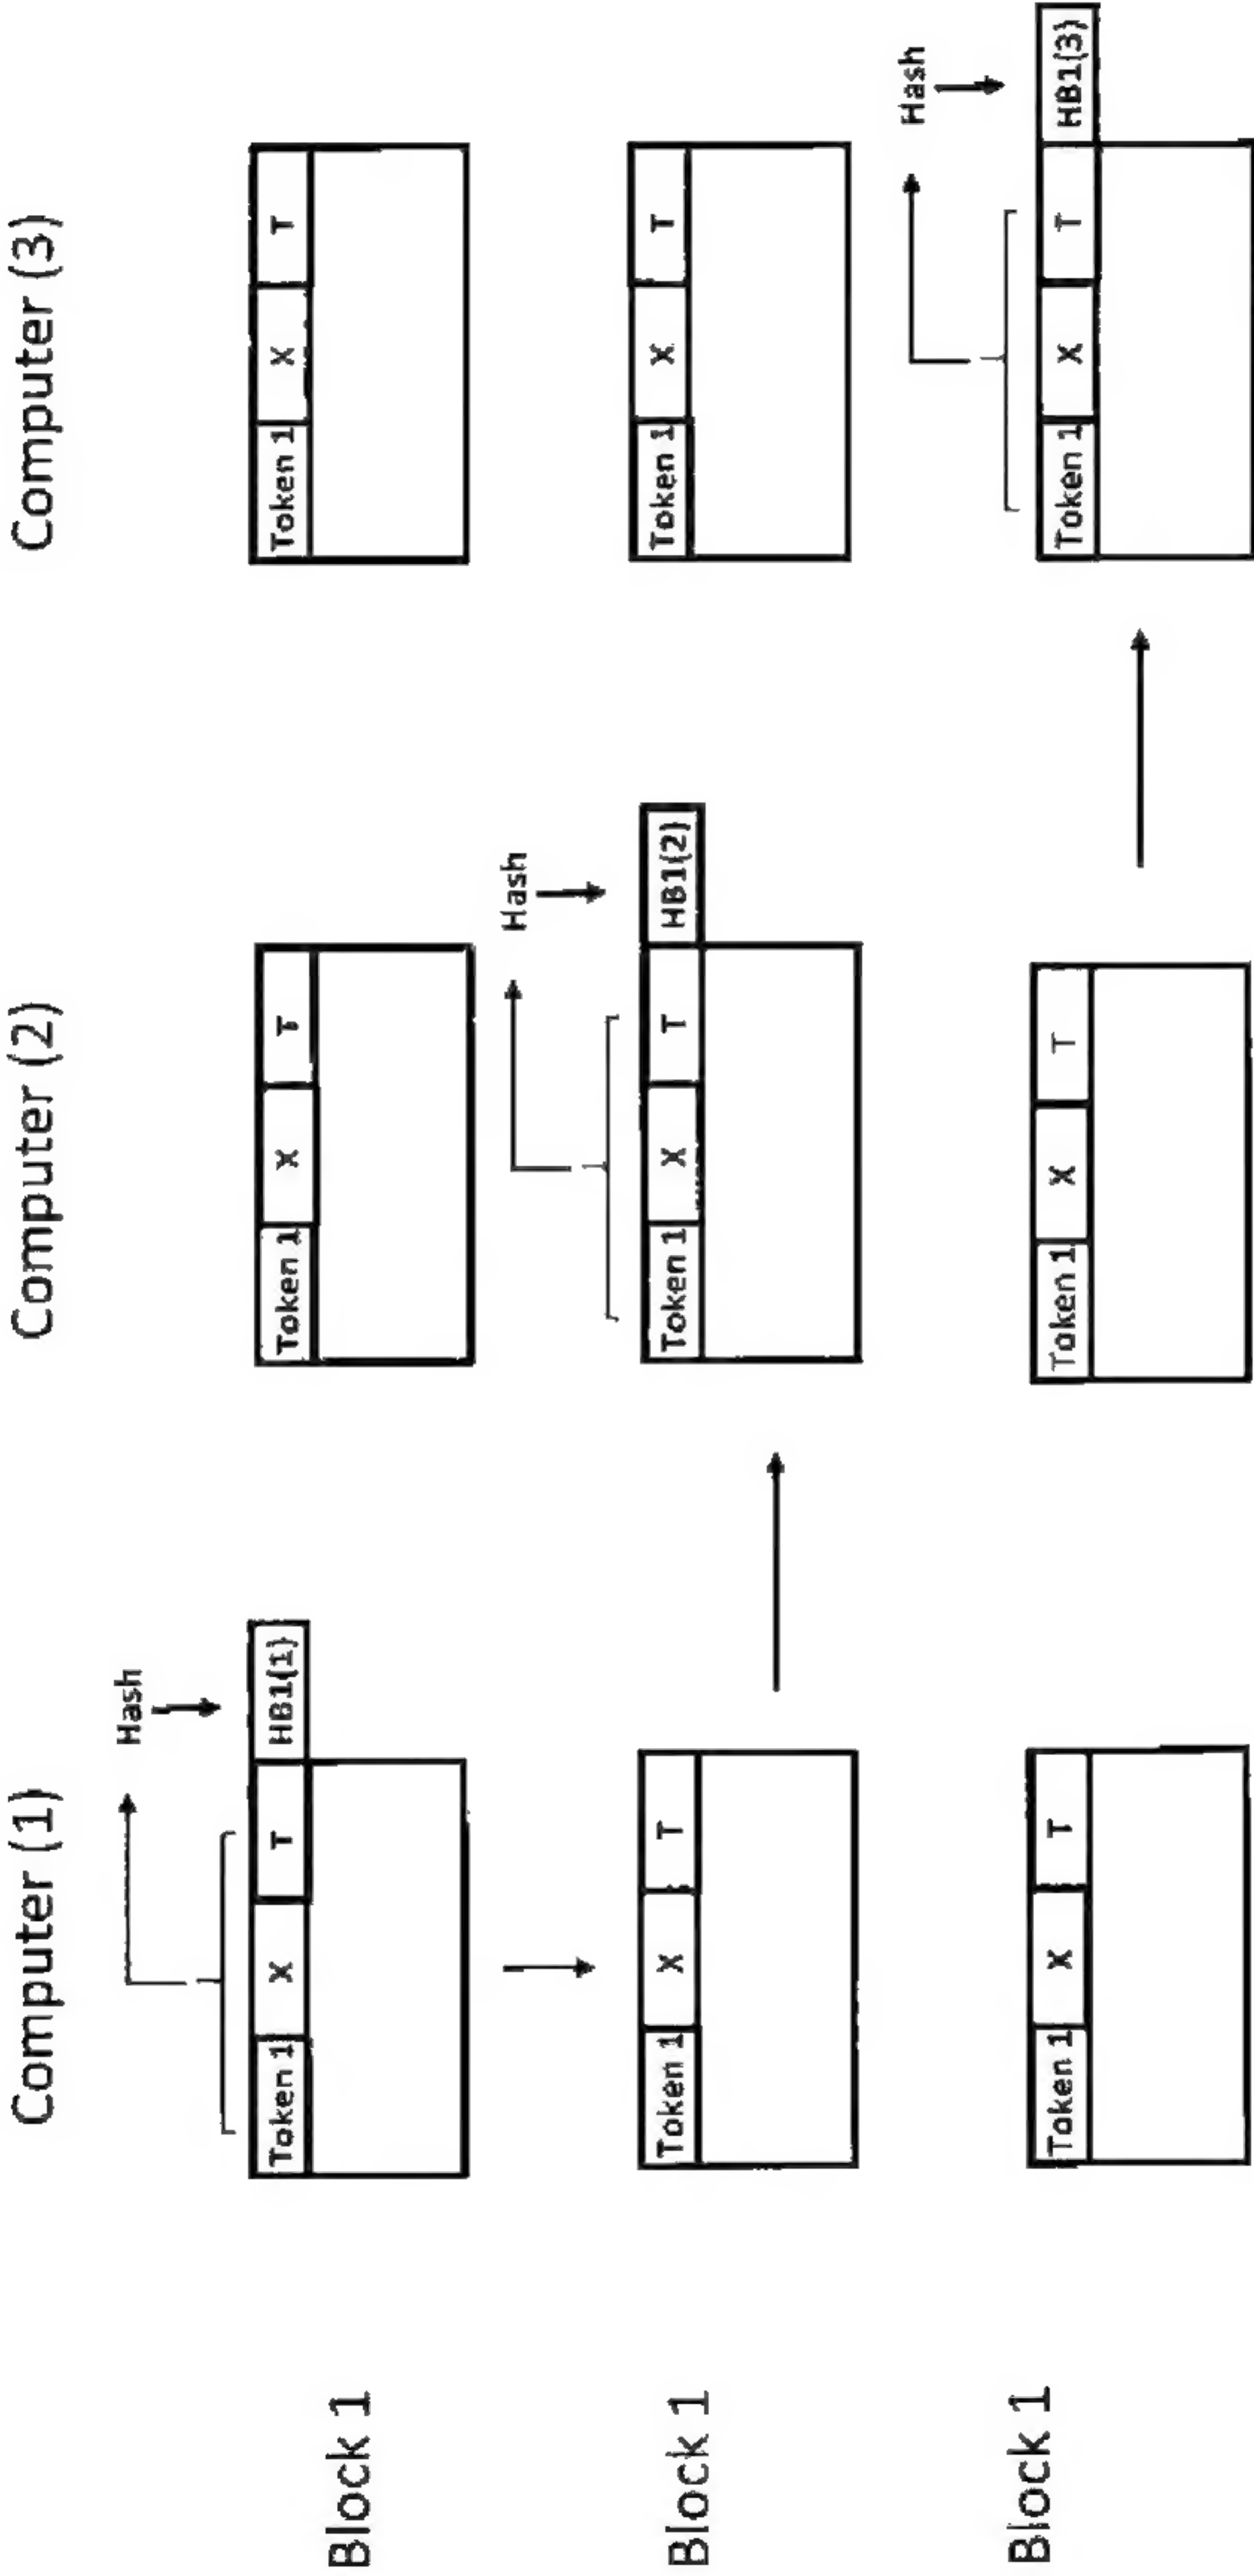 Computer (1) Computer (2) Computer (3)
Hash
Token 1 X T HB1(1) Token 1 X T Token 1 X T
Block 1
Hash
Token 1 X T Token 1 X T HB1(2) Token 1 X T
Block 1
Hash
Token 1 X T Token 1 X T Token 1 X T HB1(3)
Block 1